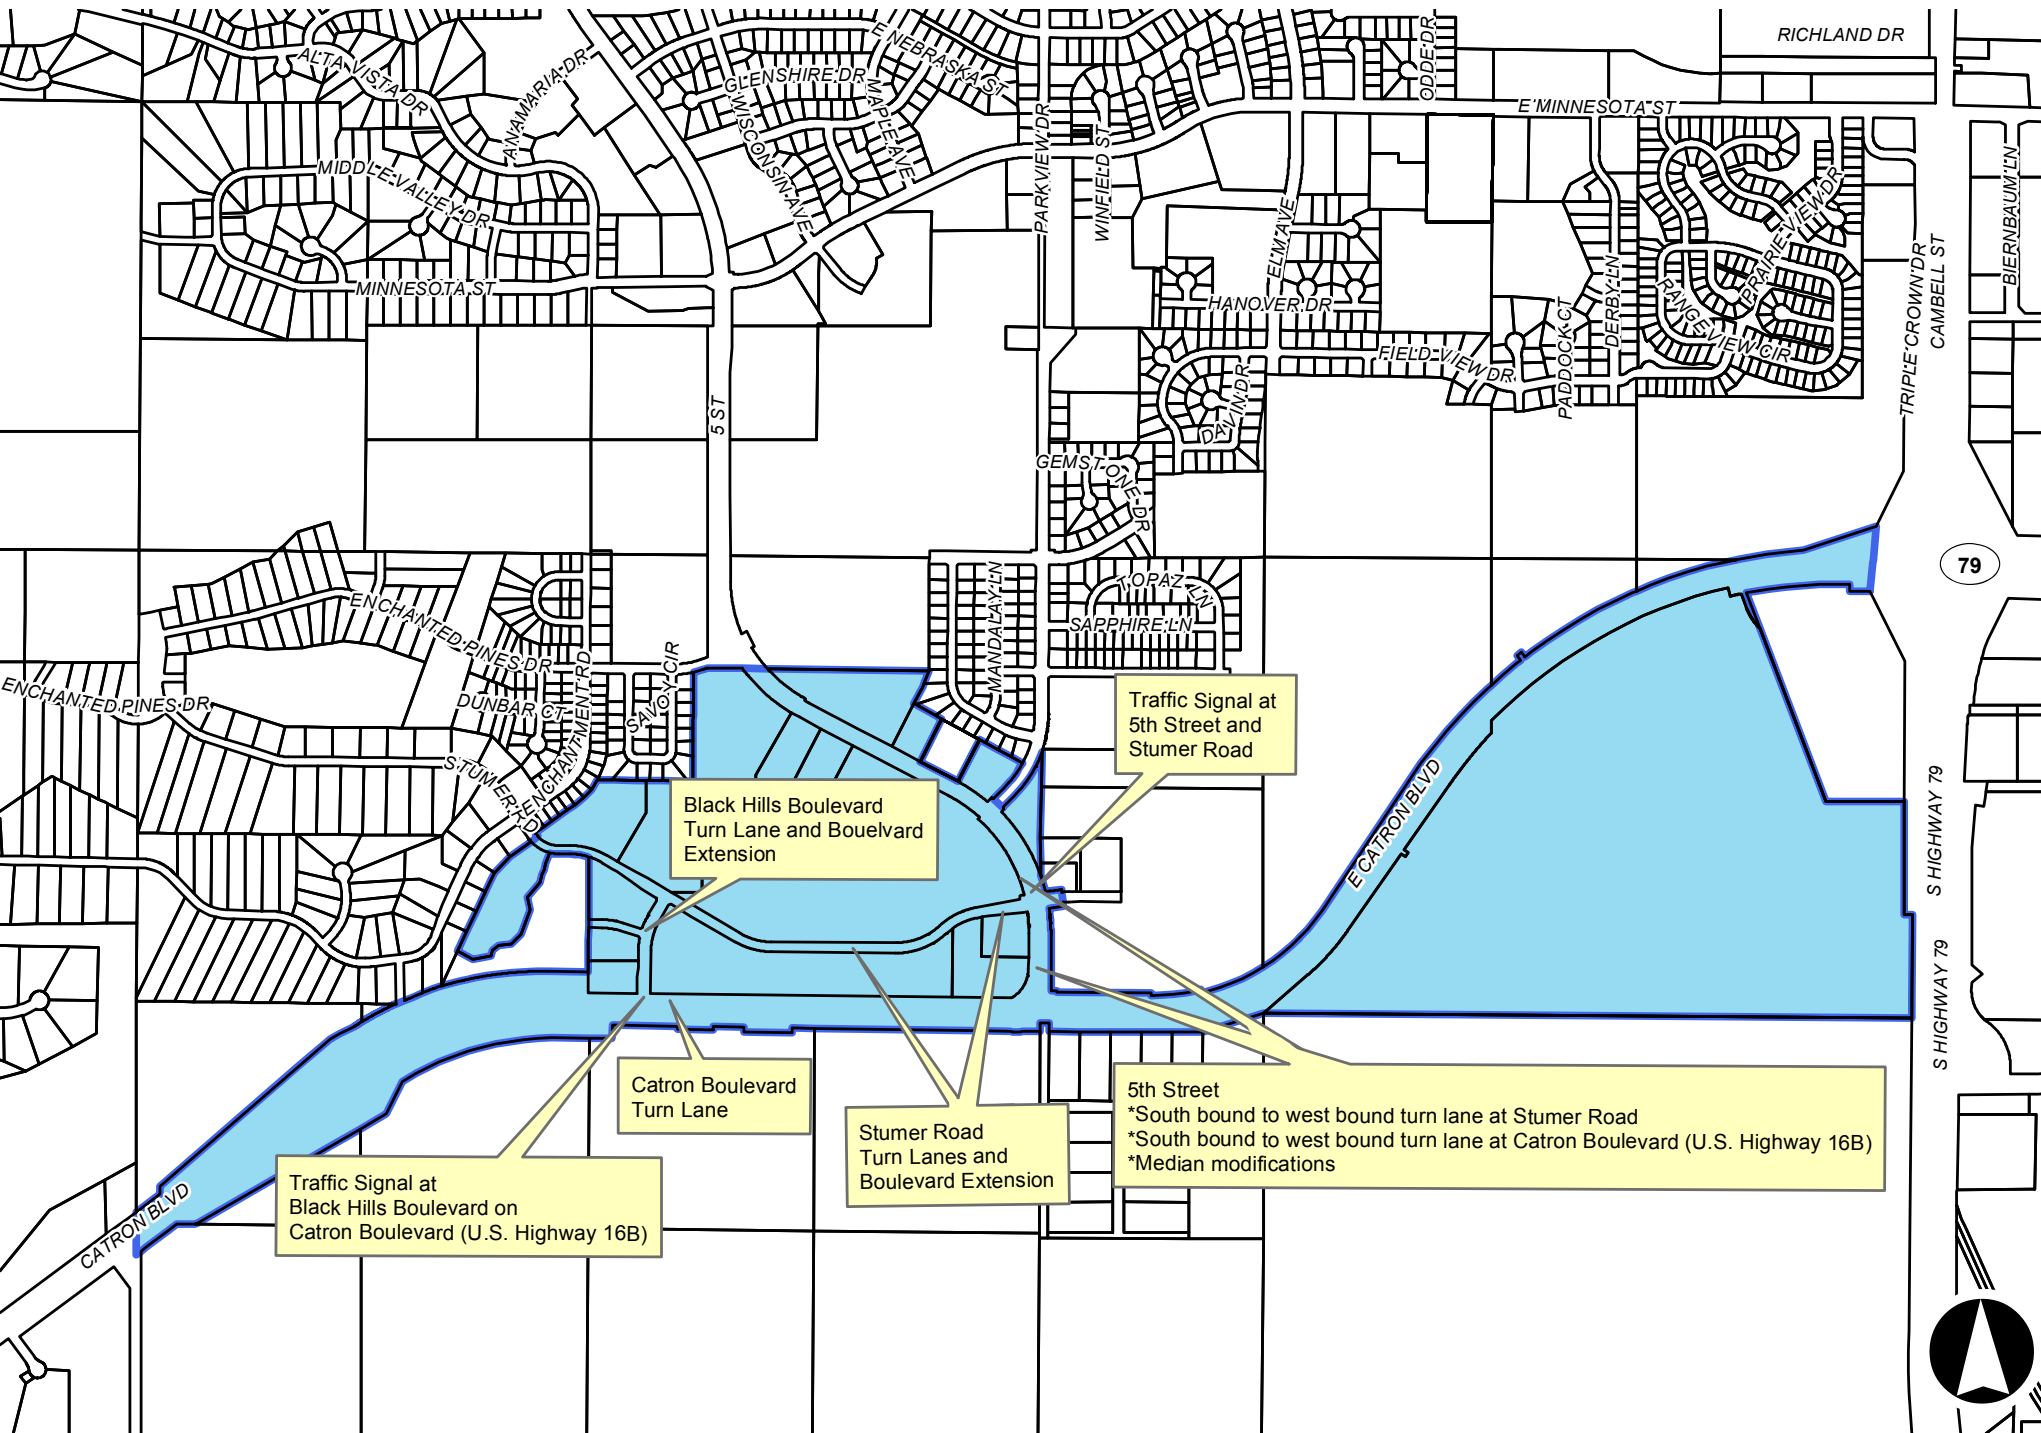 RICHLAND DR
ODDE DR
E NEBRASKA ST
ALTA VISTA DR
ANAMARIA DR
GLENSHIRE DR
MAPLE AVE
WISCONSIN AVE
E MINNESOTA ST
PARKVIEW DR
WINFIELD ST
MIDDLE VALLEY DR
BIERNBAUM LN
PRAIRIE VIEW DR
ELM AVE
TRIPLE CROWN DR
CAMBELL ST
MINNESOTA ST
HANOVER DR
DERBY LN
RANGE VIEW CIR
PADDOCK CT
FIELD VIEW DR
5 ST
DAVIN DR
GEMSTONE DR
79
ENCHANTED PINES DR
MANDALAY LN
TOPAZ LN
SAPPHIRE LN
ENCHANTED PINES DR
DUNBAR CT
ENCHANTMENT RD
SAVOY CIR
STUMER RD
Traffic Signal at
5th Street and
Stumer Road
Black Hills Boulevard
Turn Lane and Bouelvard
Extension
E CATRON BLVD
S HIGHWAY 79
S HIGHWAY 79
Catron Boulevard
Turn Lane
Stumer Road
Turn Lanes and
Boulevard Extension
5th Street
*South bound to west bound turn lane at Stumer Road
*South bound to west bound turn lane at Catron Boulevard (U.S. Highway 16B)
*Median modifications
Traffic Signal at
Black Hills Boulevard on
Catron Boulevard (U.S. Highway 16B)
CATRON BLVD